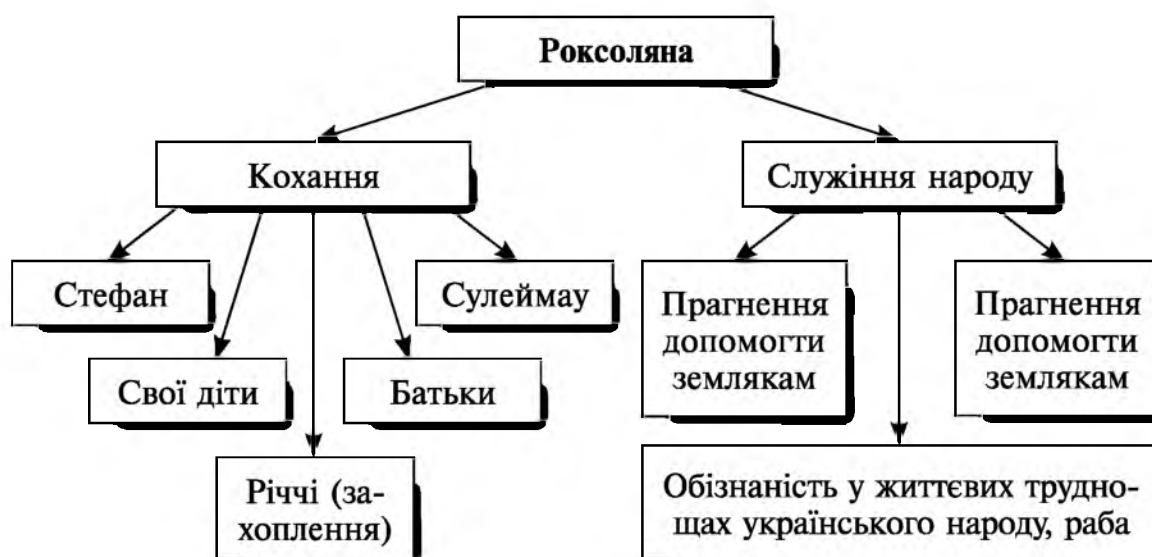 Роксоляна
Кохання
Служіння народу
Стефан
Сулеймау
Свої діти
Батьки
Річчі (за-
хоплення)
Прагнення
допомогти
землякам
Прагнення
допомогти
землякам
Обізнаність у життєвих трудно-
щах українського народу, раба